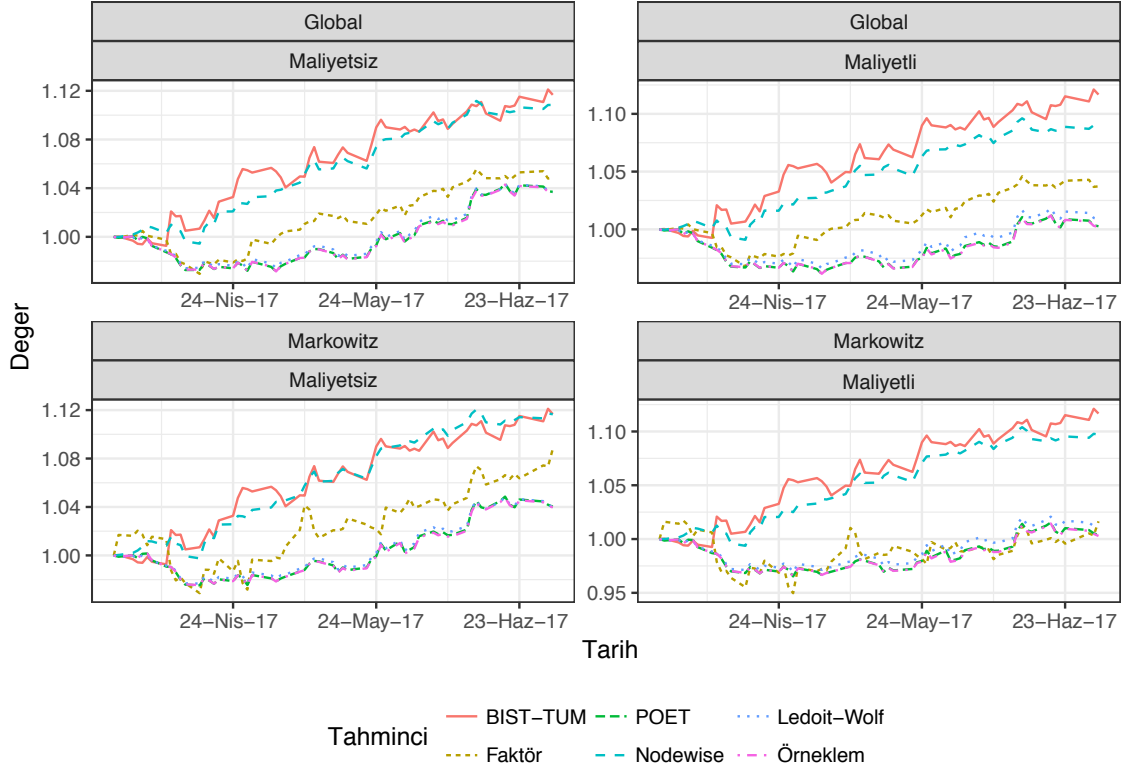 Global
Global
Maliyetsiz
Maliyetli
1.12
1.08
1.04
1.00
1.10
1.05
1.00
24−Nis−17 24−May−17 23−Haz−17
24−Nis−17 24−May−17 23−Haz−17
Deger
Markowitz
Markowitz
Maliyetsiz
Maliyetli
1.12
1.08
1.04
1.00
1.10
1.05
1.00
0.95
24−Nis−17 24−May−17 23−Haz−17
24−Nis−17 24−May−17 23−Haz−17
Tarih
Tahminci
BIST−TUM POET Ledoit−Wolf
Faktör Nodewise Örneklem